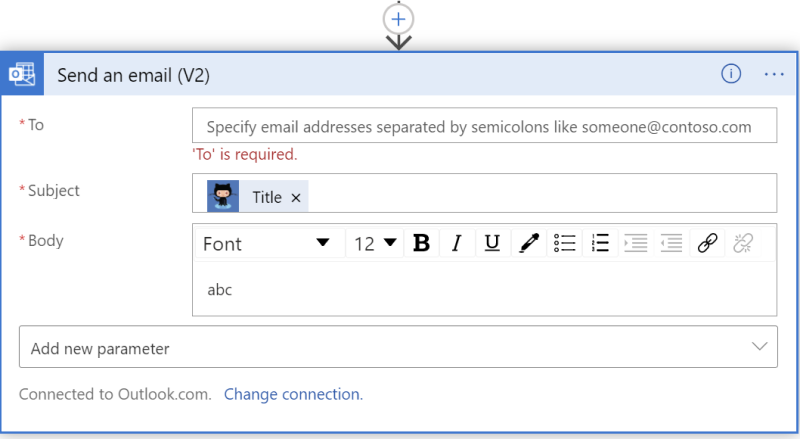 Send an email (V2)
* To
Specify email addresses separated by semicolons like someone@contoso.com
'To' is required.
* Subject
Title ×
* Body
Font 12 B I U
abc
Add new parameter
Connected to Outlook.com. Change connection.